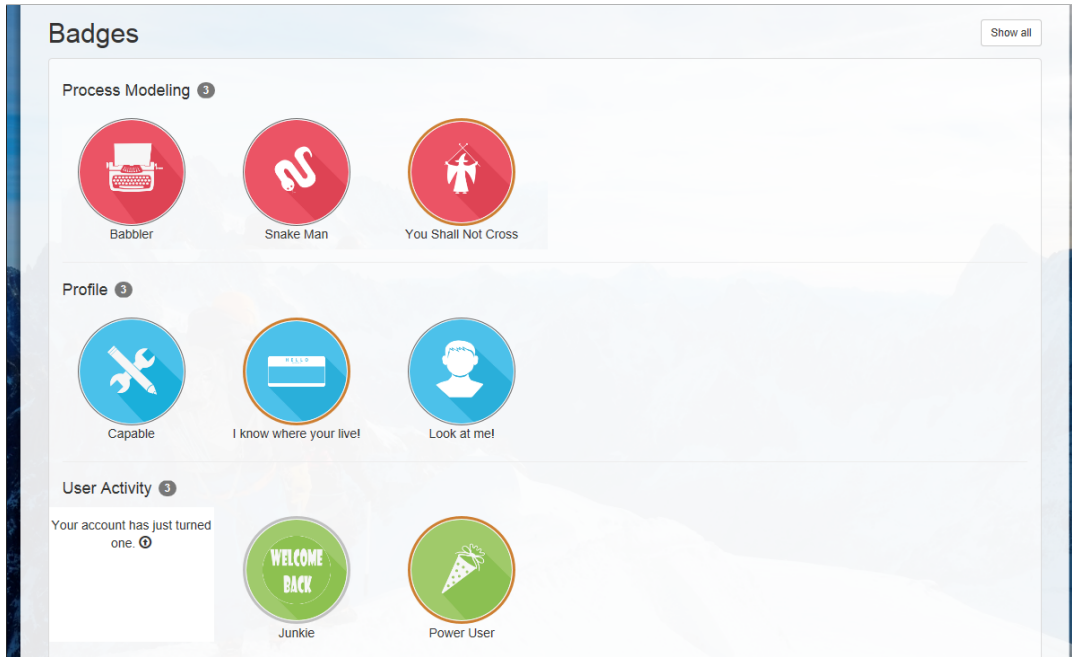 Badges
Show all
Process Modeling 3
Babbler
Snake Man
You Shall Not Cross
Profile 3
HELLO
Capable
I know where your live!
Look at me!
User Activity 3
Your account has just turned
one.
WELCOME
BACK
Junkie
Power User